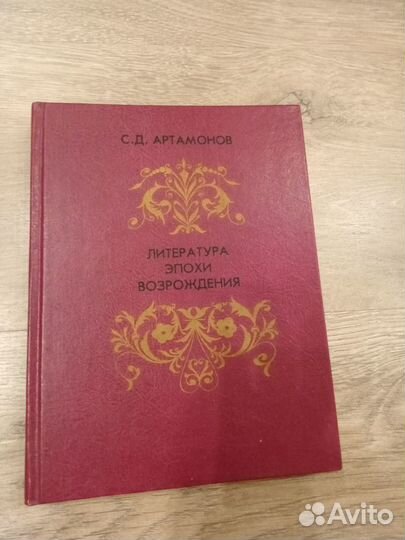 С.Д. АРТАМОНОВ
ЛИТЕРАТУРА
ЭПОХИ
ВОЗРОЖДЕНИЯ
Avito